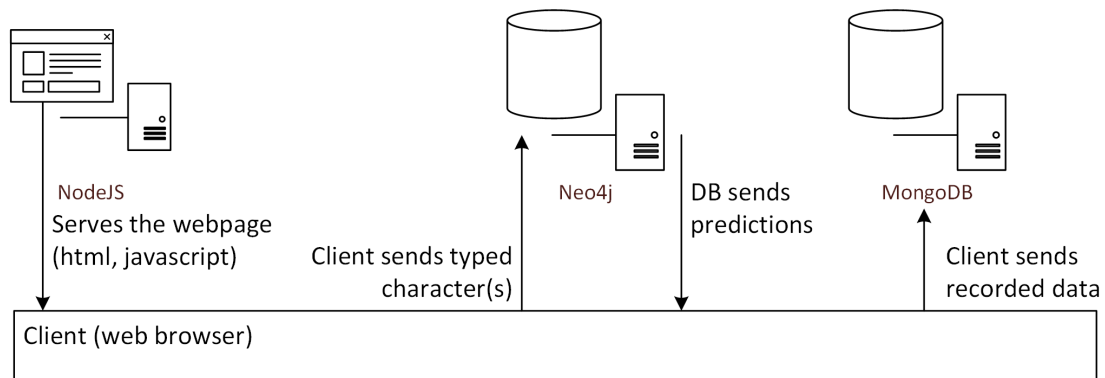 NodeJS
Serves the webpage
(html, javascript)
Client sends typed
character(s)
Neo4j
DB sends
predictions
MongoDB
Client sends
recorded data
Client (web browser)